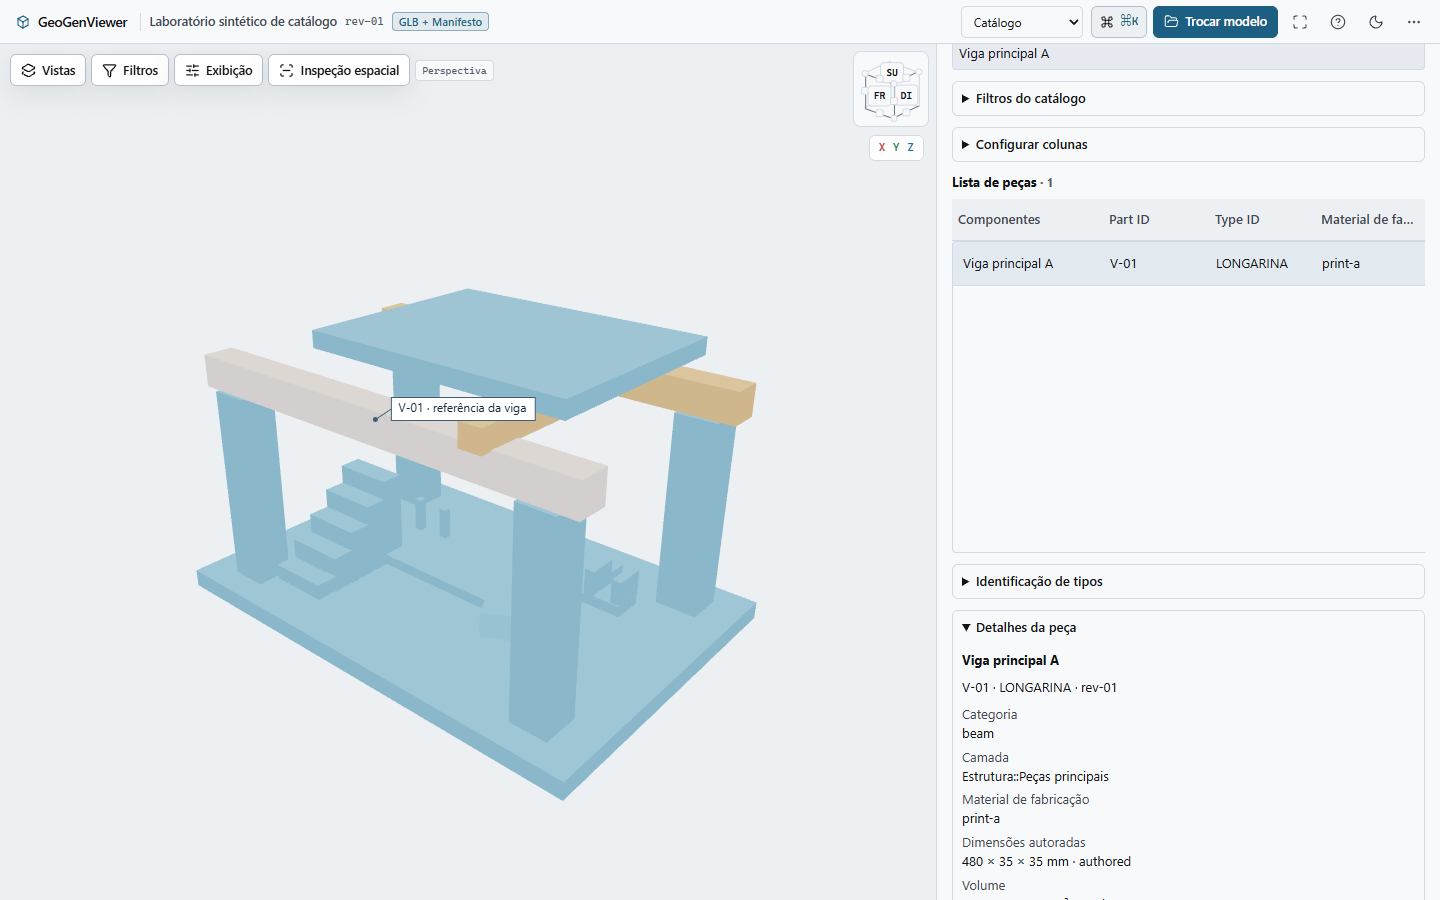 GeoGenViewer
Laboratório sintético de catálogo rev-01 GLB + Manifesto
Catálogo
⌘ ⌘K
Trocar modelo
Vistas
Filtros
Exibição
Inspeção espacial
Perspectiva
SU
FR DI
X Y Z
V-01 · referência da viga
Viga principal A
▶ Filtros do catálogo
▶ Configurar colunas
Lista de peças · 1
Componentes Part ID Type ID Material de fa...
Viga principal A V-01 LONGARINA print-a
▶ Identificação de tipos
▼ Detalhes da peça
Viga principal A
V-01 · LONGARINA · rev-01
Categoria
beam
Camada
Estrutura::Peças principais
Material de fabricação
print-a
Dimensões autoradas
480 × 35 × 35 mm · authored
Volume